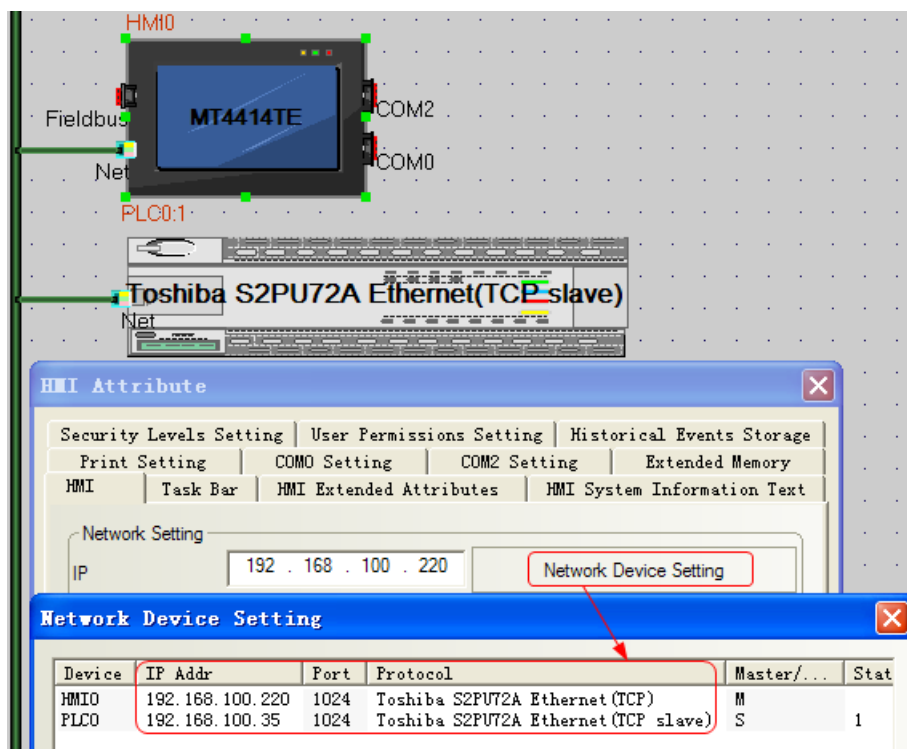 HMI0
MT4414TE
Fieldbus
COM2
Net
COM0
PLC0:1
Toshiba S2PU72A Ethernet(TCP slave)
Net
HMI Attribute
Security Levels Setting User Permissions Setting Historical Events Storage
Print Setting COM0 Setting COM2 Setting Extended Memory
HMI Task Bar HMI Extended Attributes HMI System Information Text
Network Setting
IP 192 . 168 . 100 . 220 Network Device Setting
Network Device Setting
Device IP Addr Port Protocol Master/... Stat
HMI0 192.168.100.220 1024 Toshiba S2PU72A Ethernet(TCP) M
PLC0 192.168.100.35 1024 Toshiba S2PU72A Ethernet(TCP slave) S 1